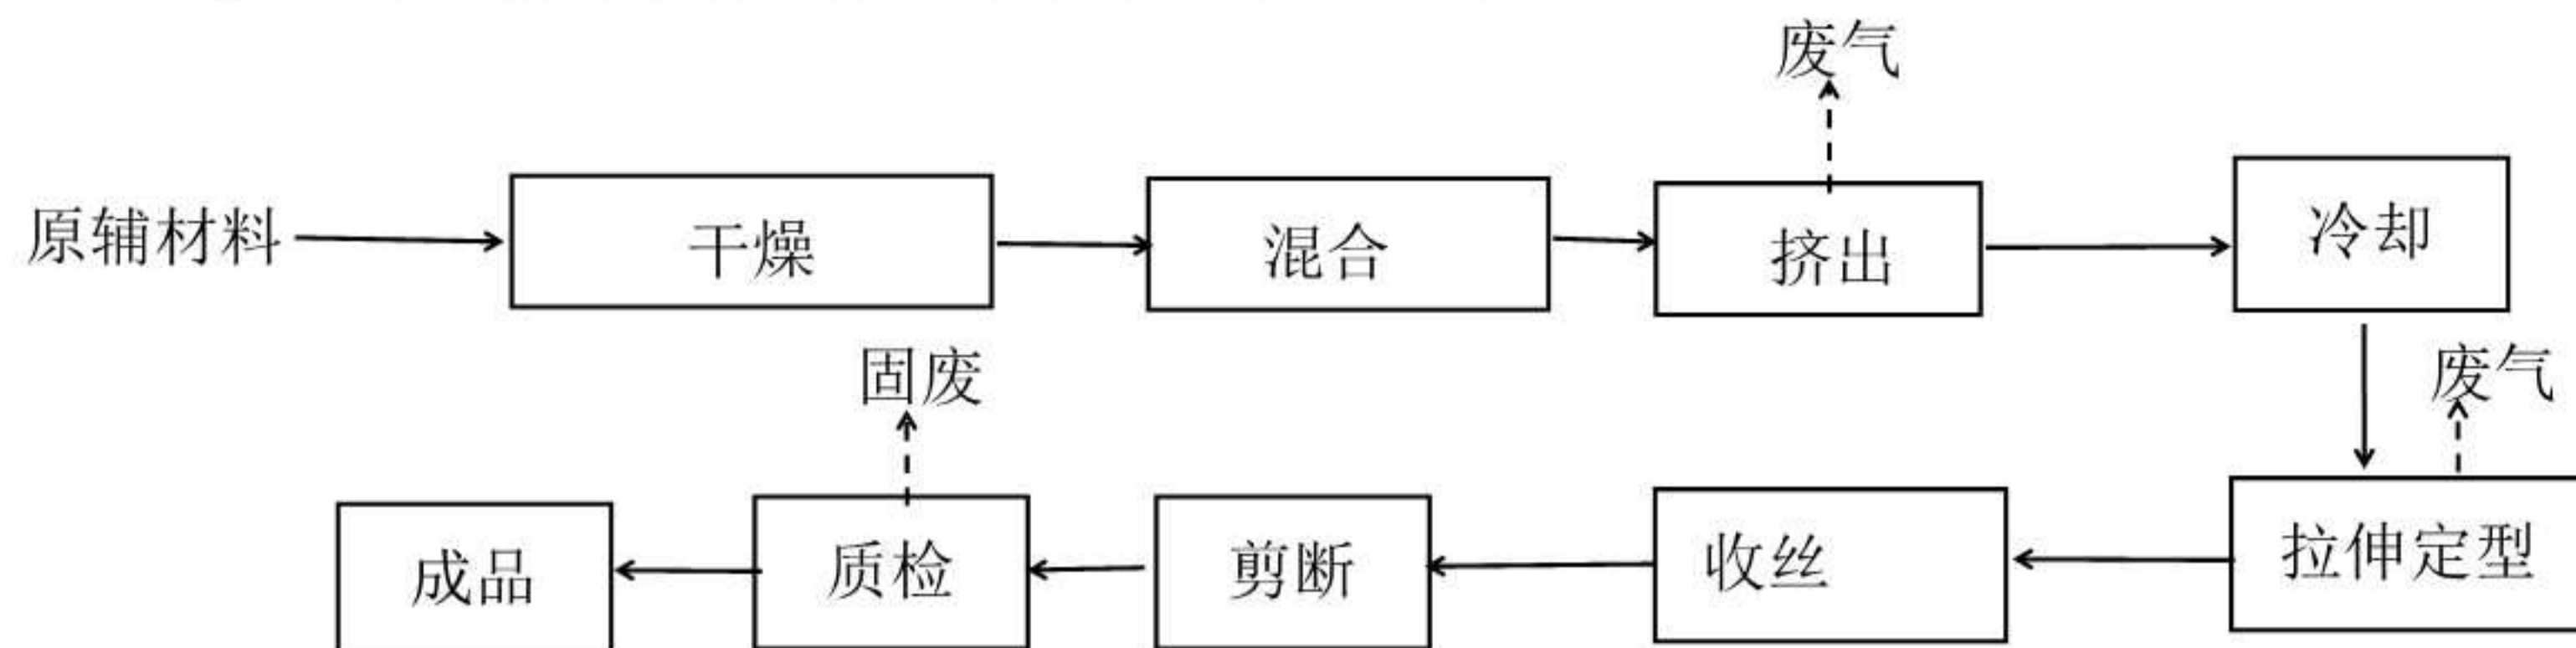 废气
原辅材料 干燥 混合 挤出 冷却
固废 废气
成品 质检 剪断 收丝 拉伸定型